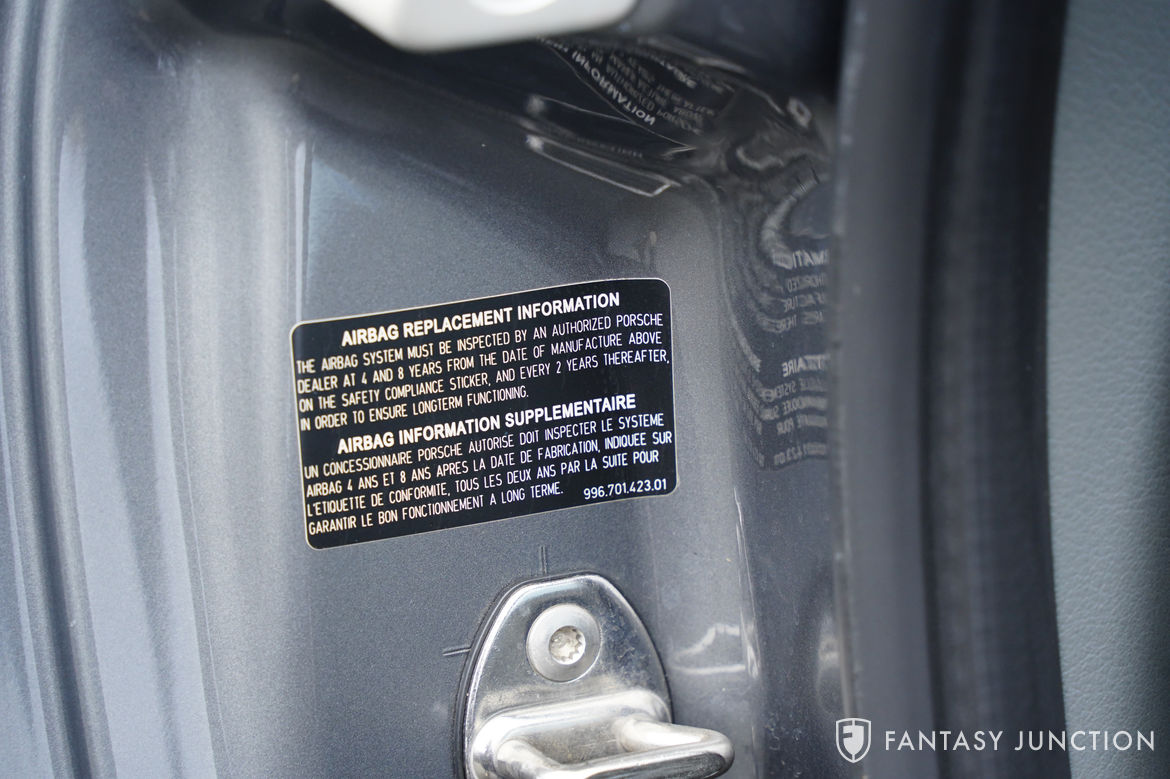 AIRBAG REPLACEMENT INFORMATION
THE AIRBAG SYSTEM MUST BE INSPECTED BY AN AUTHORIZED PORSCHE
DEALER AT 4 AND 8 YEARS FROM THE DATE OF MANUFACTURE ABOVE
ON THE SAFETY COMPLIANCE STICKER, AND EVERY 2 YEARS THEREAFTER,
IN ORDER TO ENSURE LONGTERM FUNCTIONING.
AIRBAG INFORMATION SUPPLEMENTAIRE
UN CONCESSIONNAIRE PORSCHE AUTORISE DOIT INSPECTER LE SYSTEME
AIRBAG 4 ANS ET 8 ANS APRES LA DATE DE FABRICATION, INDIQUEE SUR
L'ETIQUETTE DE CONFORMITE, TOUS LES DEUX ANS PAR LA SUITE POUR
GARANTIR LE BON FONCTIONNEMENT A LONG TERME. 996.701.423.01
FANTASY JUNCTION